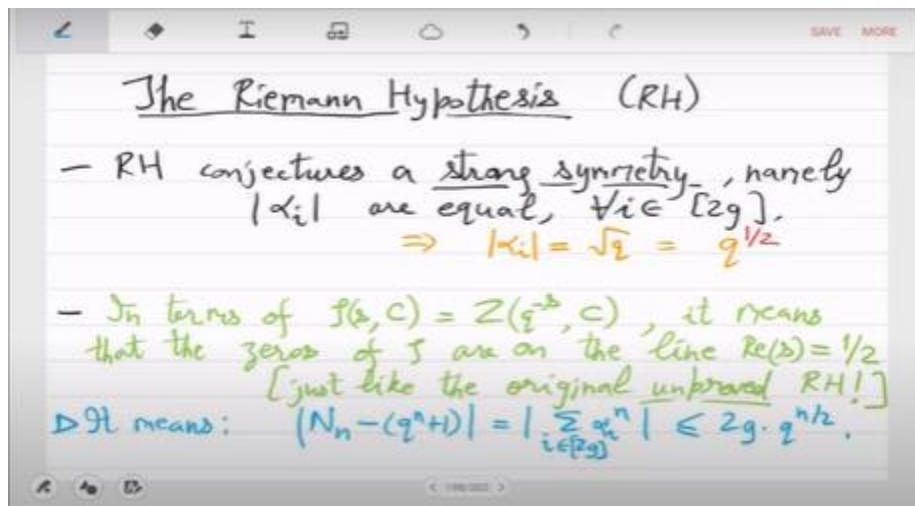 SAVE MORE
The Riemann Hypothesis (RH)
- RH conjectures a strong symmetry, namely
|αᵢ| are equal, ∀i∈ [2g].
⇒ |αᵢ| = √q = q^{1/2}
- In terms of ζ(s, C) = Z(q^{-s}, C), it means
that the zeros of ζ are on the line Re(s) = 1/2
[just like the original unproved RH!]
▷ It means: |Nₙ-(qⁿ+1)| = |∑_{i∈[2g]} αᵢⁿ| ≤ 2g·q^{n/2}.